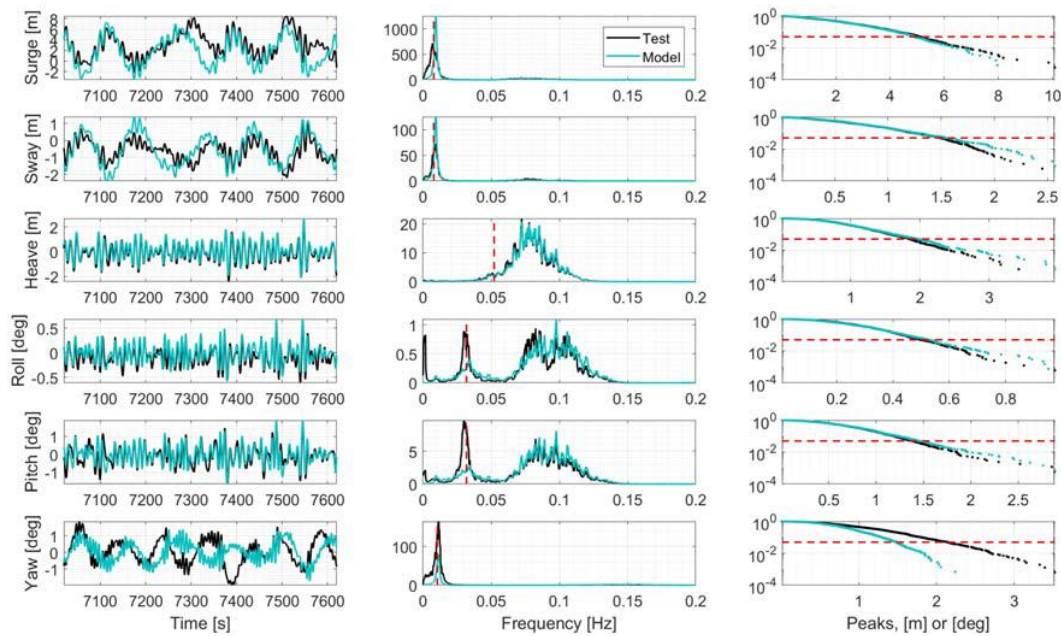 Surge [m]
8
6
4
2
0
-2
7100 7200 7300 7400 7500 7600
1000
500
0
0 0.05 0.1 0.15 0.2
Test
Model
10^0
10^-2
10^-4
2 4 6 8 10
Sway [m]
1
0
-1
7100 7200 7300 7400 7500 7600
100
50
0
0 0.05 0.1 0.15 0.2
10^0
10^-2
10^-4
0.5 1 1.5 2 2.5
Heave [m]
2
0
-2
7100 7200 7300 7400 7500 7600
20
10
0
0 0.05 0.1 0.15 0.2
10^0
10^-2
10^-4
1 2 3
Roll [deg]
0.5
0
-0.5
7100 7200 7300 7400 7500 7600
1
0.5
0
0 0.05 0.1 0.15 0.2
10^0
10^-2
10^-4
0.2 0.4 0.6 0.8
Pitch [deg]
1
0
-1
7100 7200 7300 7400 7500 7600
5
0
0 0.05 0.1 0.15 0.2
10^0
10^-2
10^-4
0.5 1 1.5 2 2.5
Yaw [deg]
1
0
-1
7100 7200 7300 7400 7500 7600
Time [s]
100
0
0 0.05 0.1 0.15 0.2
Frequency [Hz]
10^0
10^-2
10^-4
0 1 2 3
Peaks, [m] or [deg]